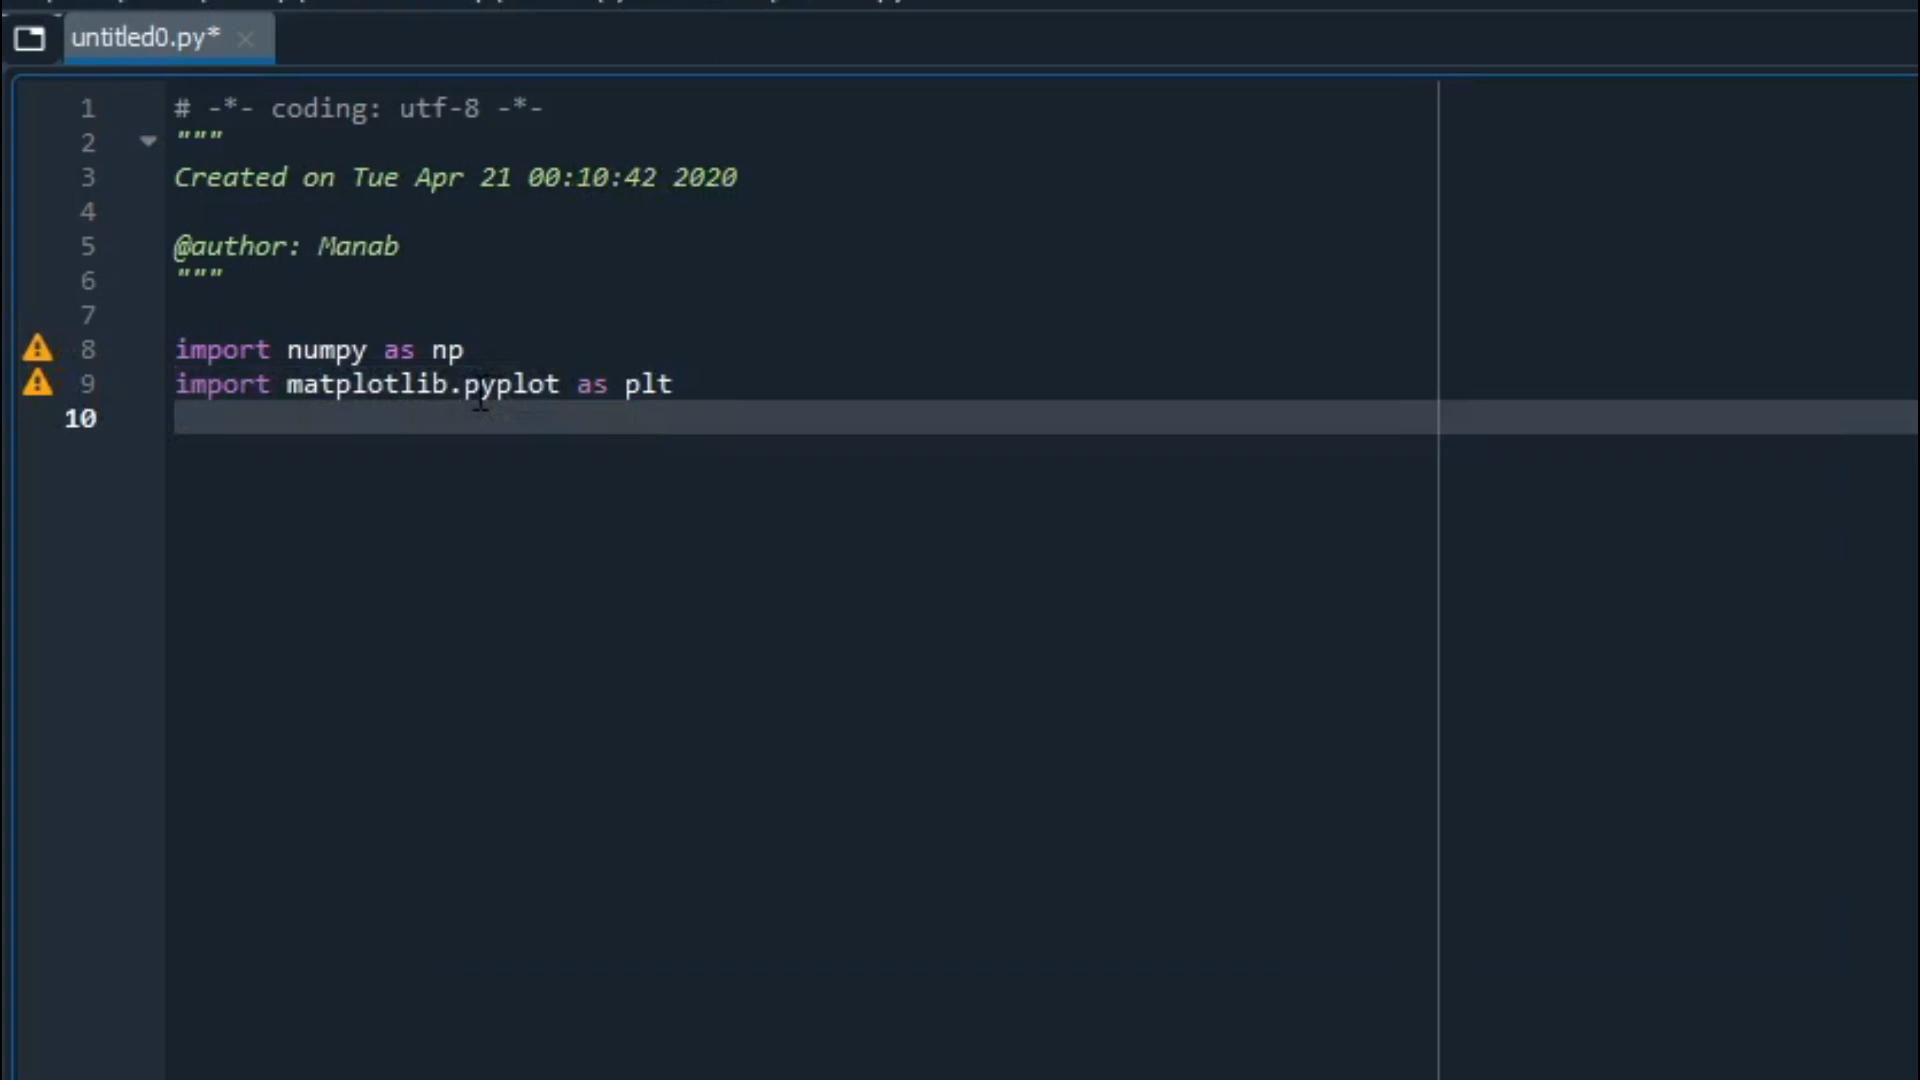 untitled0.py*
1 # -*- coding: utf-8 -*-
2 """
3 Created on Tue Apr 21 00:10:42 2020
4
5 @author: Manab
6 """
7
8 import numpy as np
9 import matplotlib.pyplot as plt
10